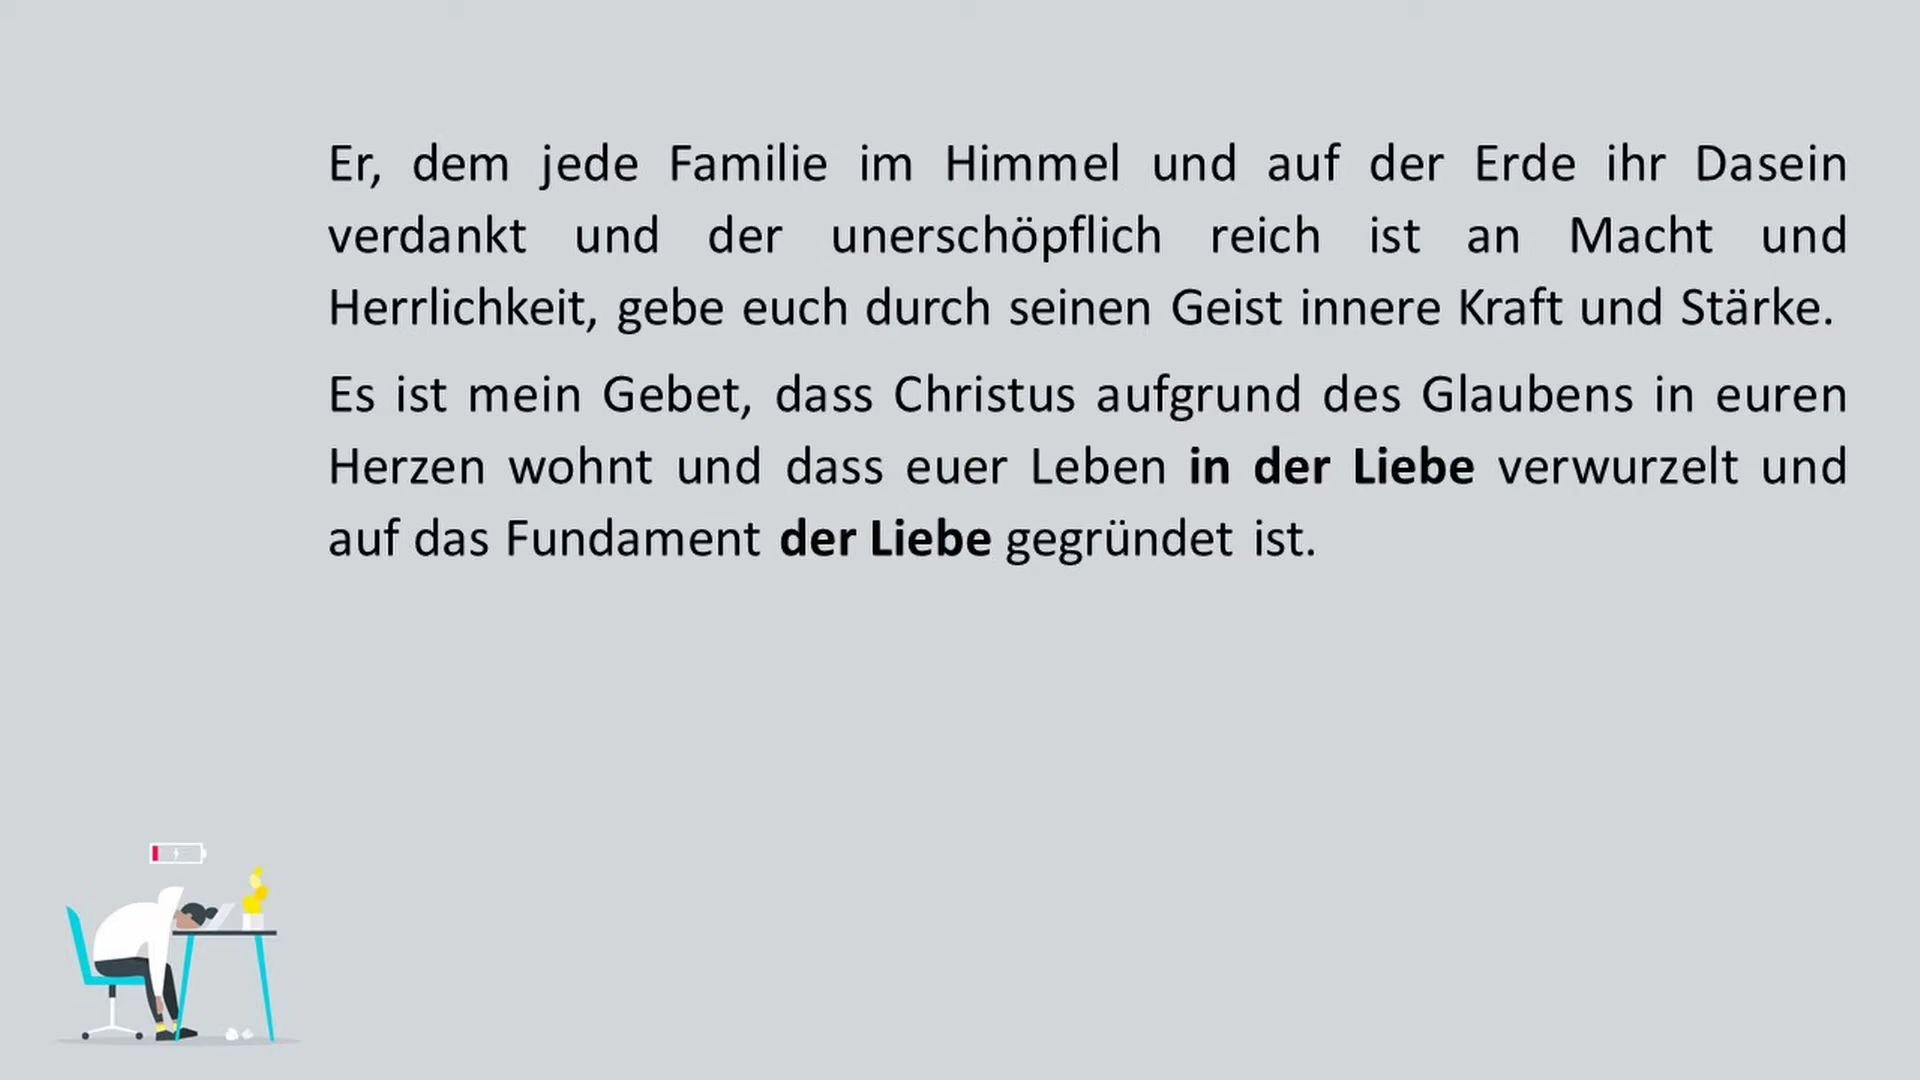 Er, dem jede Familie im Himmel und auf der Erde ihr Dasein
verdankt und der unerschöpflich reich ist an Macht und
Herrlichkeit, gebe euch durch seinen Geist innere Kraft und Stärke.
Es ist mein Gebet, dass Christus aufgrund des Glaubens in euren
Herzen wohnt und dass euer Leben in der Liebe verwurzelt und
auf das Fundament der Liebe gegründet ist.